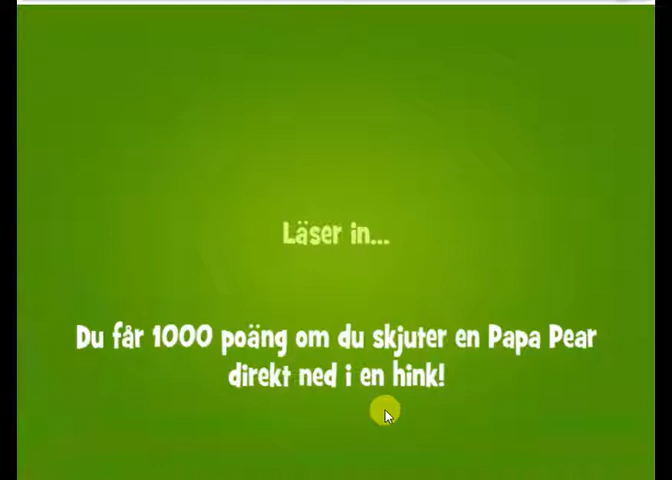 Läser in...
Du får 1000 poäng om du skjuter en Papa Pear
direkt ned i en hink!